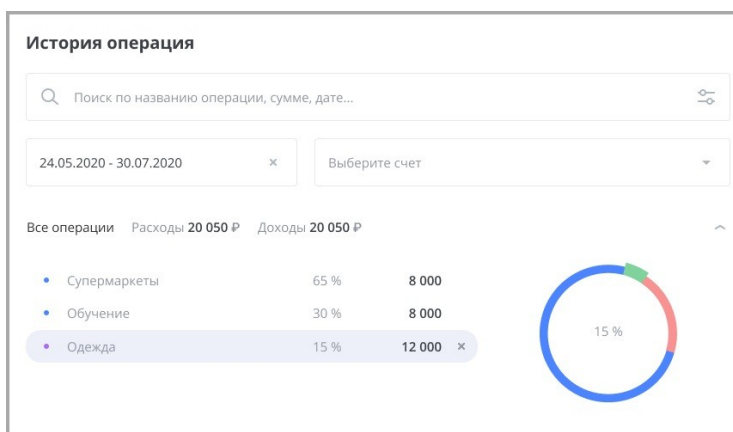 История операция
Поиск по названию операции, сумме, дате...
24.05.2020 - 30.07.2020 × Выберите счет
Все операции Расходы 20 050 ₽ Доходы 20 050 ₽
Супермаркеты 65 % 8 000
Обучение 30 % 8 000
Одежда 15 % 12 000 ×
15 %